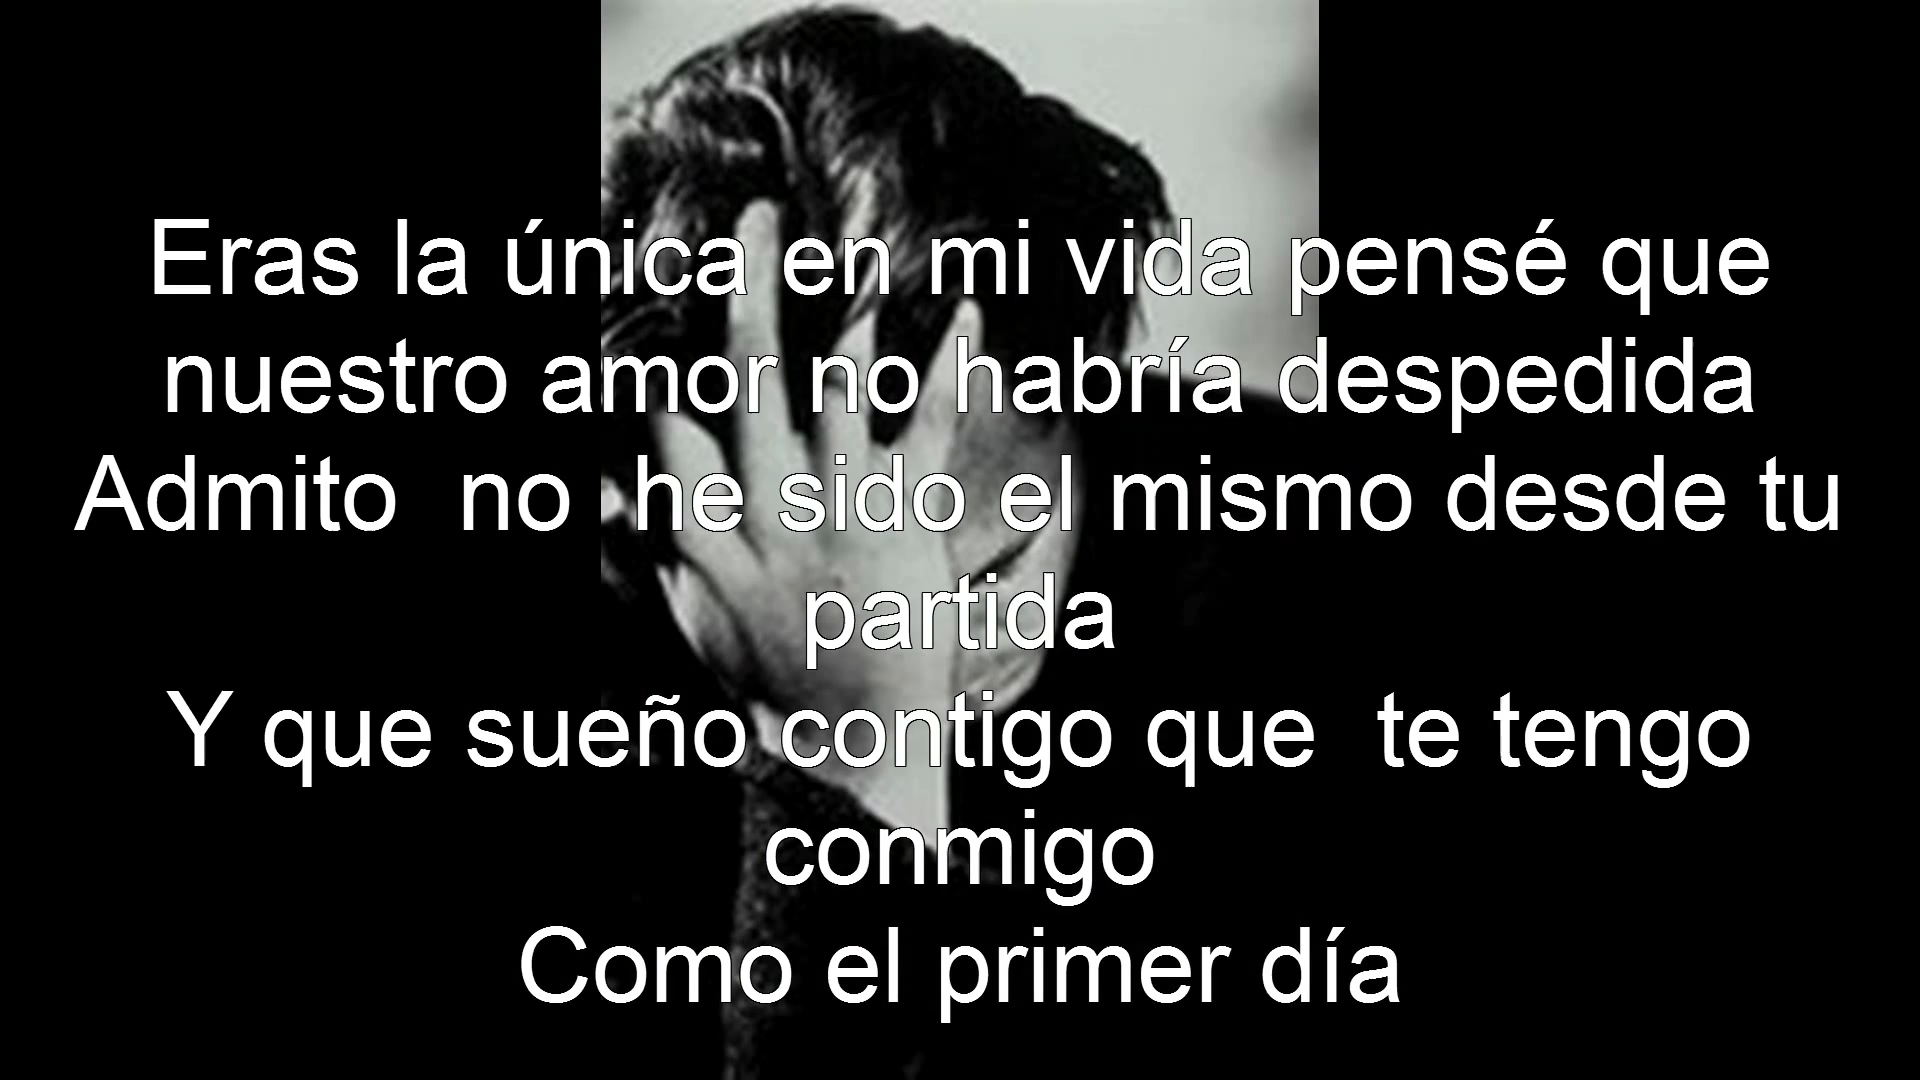 Eras la única en mi vida pensé que
nuestro amor no habría despedida
Admito  no  he sido el mismo desde tu
partida
Y que sueño contigo que  te tengo
conmigo
Como el primer día